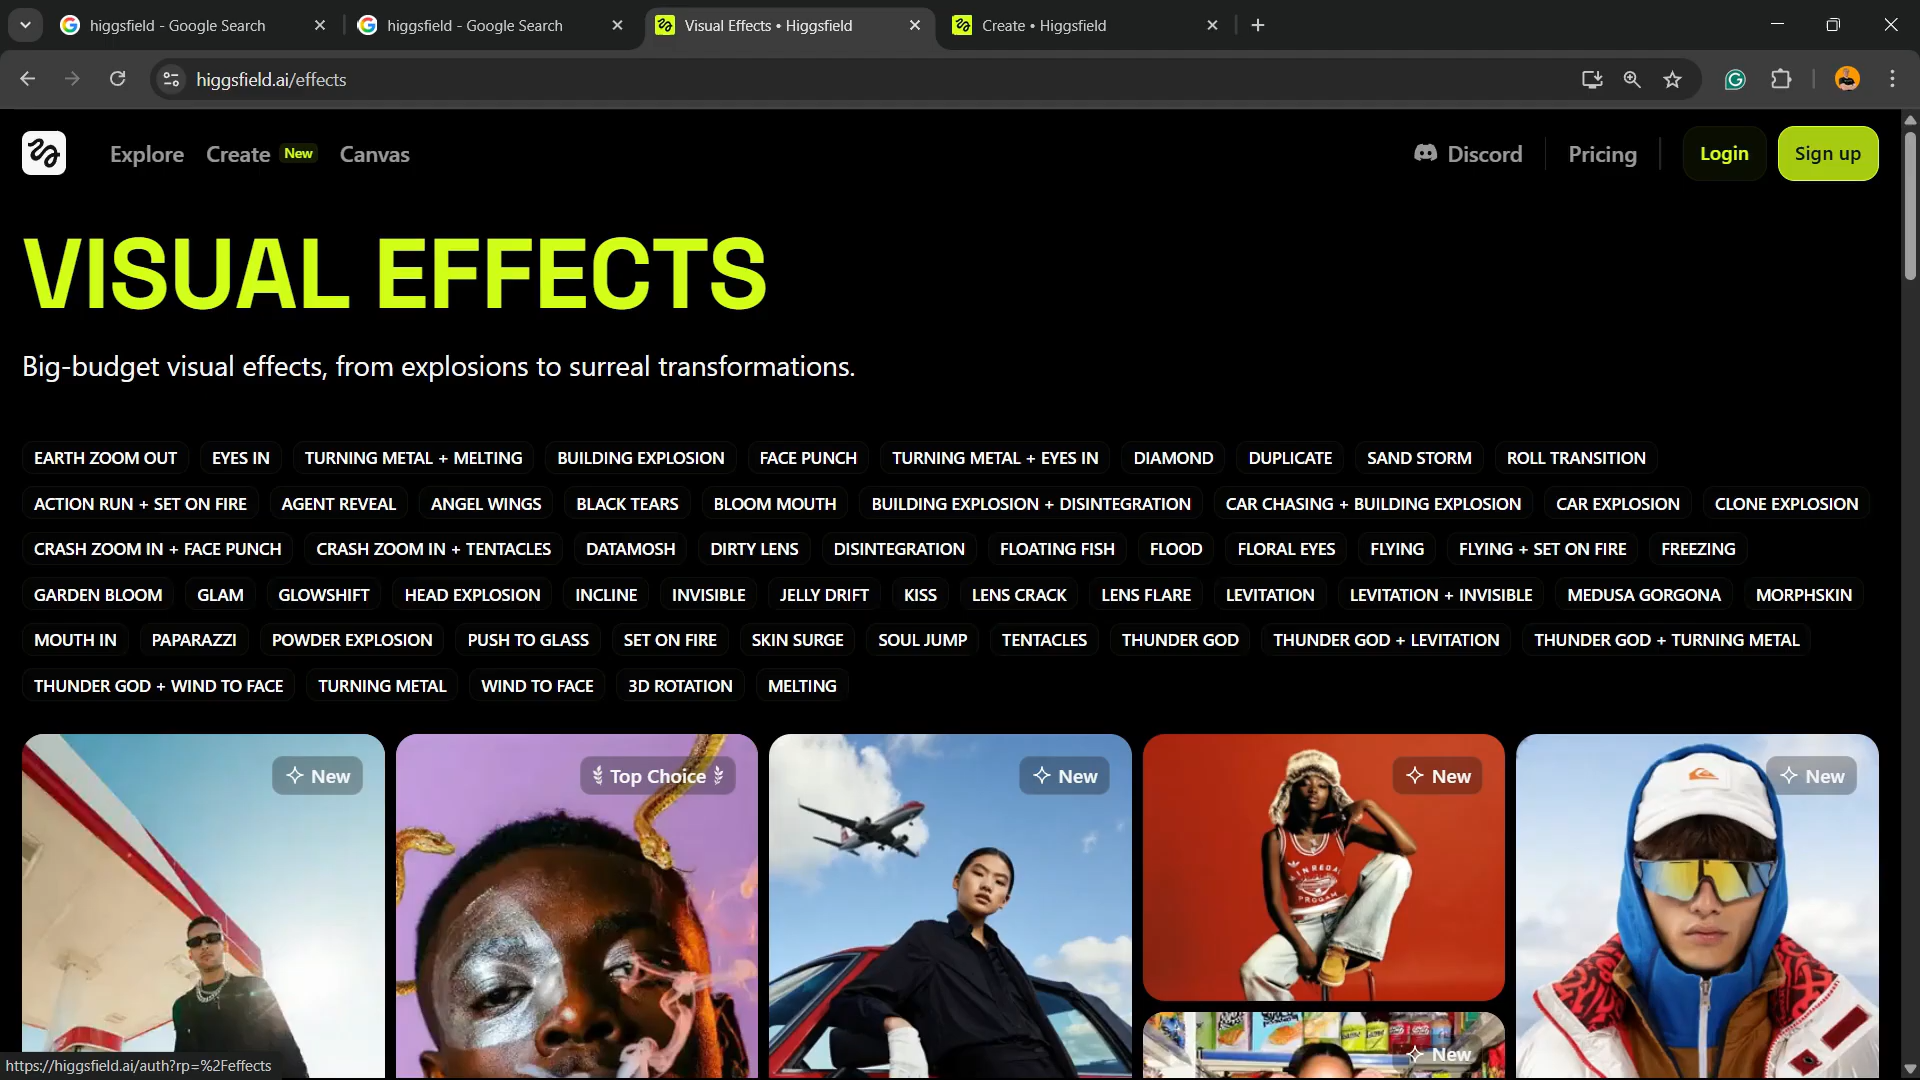 higgsfield - Google Search
higgsfield - Google Search
Visual Effects • Higgsfield
Create • Higgsfield
higgsfield.ai/effects
Explore
Create New
Canvas
Discord
Pricing
Login
Sign up
VISUAL EFFECTS
Big-budget visual effects, from explosions to surreal transformations.
EARTH ZOOM OUT EYES IN TURNING METAL + MELTING BUILDING EXPLOSION FACE PUNCH TURNING METAL + EYES IN DIAMOND DUPLICATE SAND STORM ROLL TRANSITION
ACTION RUN + SET ON FIRE AGENT REVEAL ANGEL WINGS BLACK TEARS BLOOM MOUTH BUILDING EXPLOSION + DISINTEGRATION CAR CHASING + BUILDING EXPLOSION CAR EXPLOSION CLONE EXPLOSION
CRASH ZOOM IN + FACE PUNCH CRASH ZOOM IN + TENTACLES DATAMOSH DIRTY LENS DISINTEGRATION FLOATING FISH FLOOD FLORAL EYES FLYING FLYING + SET ON FIRE FREEZING
GARDEN BLOOM GLAM GLOWSHIFT HEAD EXPLOSION INCLINE INVISIBLE JELLY DRIFT KISS LENS CRACK LENS FLARE LEVITATION LEVITATION + INVISIBLE MEDUSA GORGONA MORPHSKIN
MOUTH IN PAPARAZZI POWDER EXPLOSION PUSH TO GLASS SET ON FIRE SKIN SURGE SOUL JUMP TENTACLES THUNDER GOD THUNDER GOD + LEVITATION THUNDER GOD + TURNING METAL
THUNDER GOD + WIND TO FACE TURNING METAL WIND TO FACE 3D ROTATION MELTING
New
Top Choice
New
New
New
New
https://higgsfield.ai/auth?rp=%2Feffects